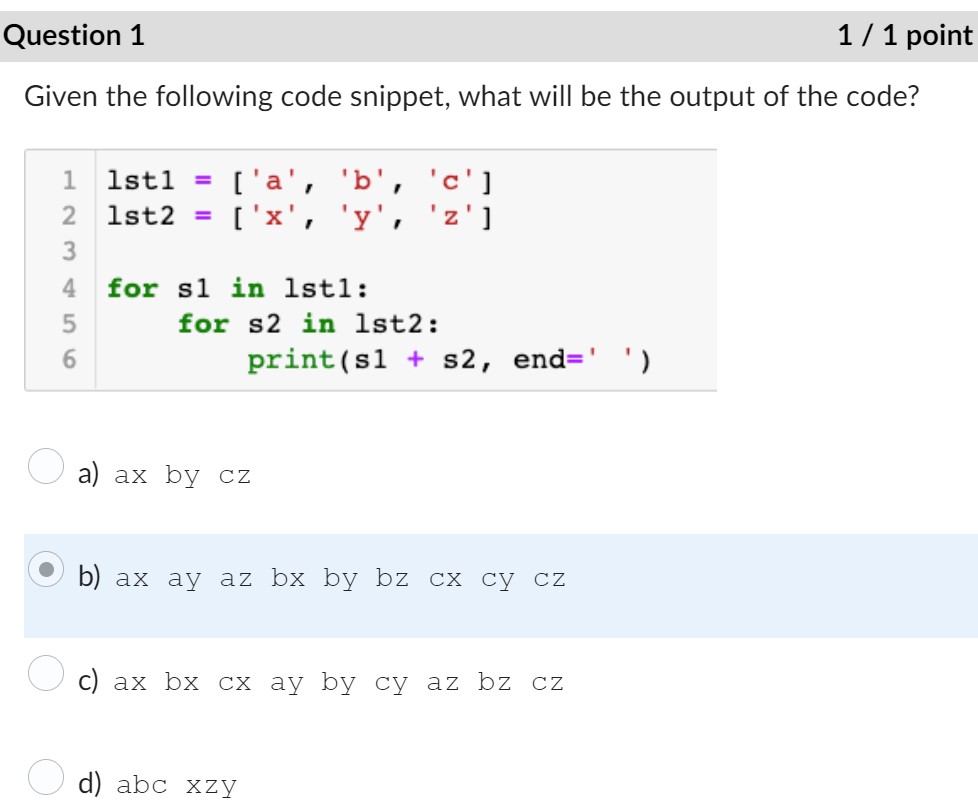 Question 1 1 / 1 point
Given the following code snippet, what will be the output of the code?
1 lst1 = ['a', 'b', 'c']
2 lst2 = ['x', 'y', 'z']
3
4 for s1 in lst1:
5     for s2 in lst2:
6         print(s1 + s2, end=' ')
a) ax by cz
b) ax ay az bx by bz cx cy cz
c) ax bx cx ay by cy az bz cz
d) abc xzy